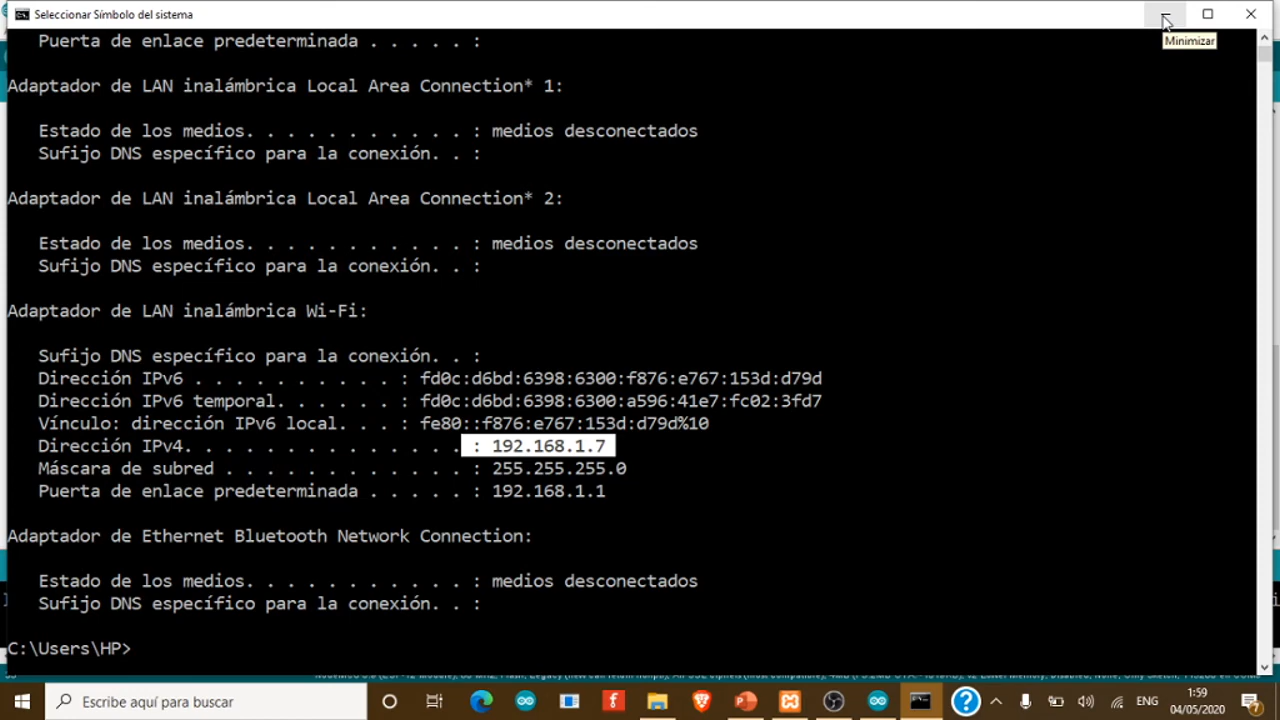 Seleccionar Símbolo del sistema
Minimizar
Puerta de enlace predeterminada . . . . . :
Adaptador de LAN inalámbrica Local Area Connection* 1:
Estado de los medios. . . . . . . . . . . : medios desconectados
Sufijo DNS específico para la conexión. . :
Adaptador de LAN inalámbrica Local Area Connection* 2:
Estado de los medios. . . . . . . . . . . : medios desconectados
Sufijo DNS específico para la conexión. . :
Adaptador de LAN inalámbrica Wi-Fi:
Sufijo DNS específico para la conexión. . :
Dirección IPv6 . . . . . . . . . . : fd0c:d6bd:6398:6300:f876:e767:153d:d79d
Dirección IPv6 temporal. . . . . . : fd0c:d6bd:6398:6300:a596:41e7:fc02:3fd7
Vínculo: dirección IPv6 local. . . : fe80::f876:e767:153d:d79d%10
Dirección IPv4. . . . . . . . . . . . . . : 192.168.1.7
Máscara de subred . . . . . . . . . . . . : 255.255.255.0
Puerta de enlace predeterminada . . . . . : 192.168.1.1
Adaptador de Ethernet Bluetooth Network Connection:
Estado de los medios. . . . . . . . . . . : medios desconectados
Sufijo DNS específico para la conexión. . :
C:\Users\HP>
Escribe aquí para buscar
ENG
1:59
04/05/2020
7